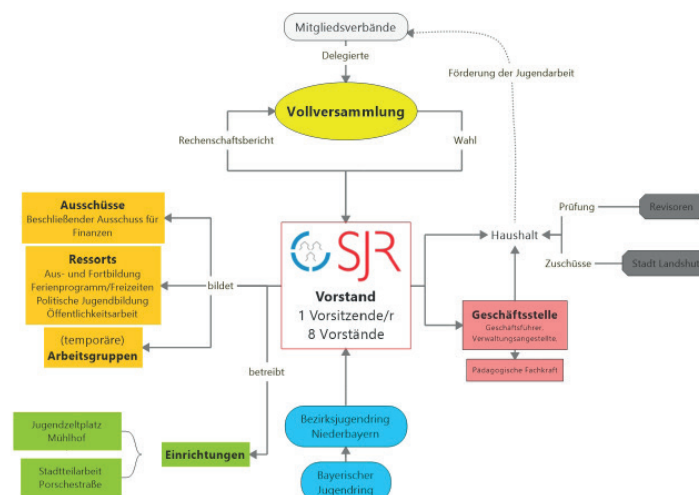 Mitgliedsverbände
Delegierte
Förderung der Jugendarbeit
Vollversammlung
Rechenschaftsbericht
Wahl
Ausschüsse
Beschließender Ausschuss für
Finanzen
Ressorts
Aus- und Fortbildung
Ferienprogramm/Freizeiten
Politische Jugendbildung
Öffentlichkeitsarbeit
(temporäre)
Arbeitsgruppen
bildet
SJR
Vorstand
1 Vorsitzende/r
8 Vorstände
Prüfung
Revisoren
Haushalt
Zuschüsse
Stadt Landshut
Geschäftsstelle
Geschäftsführer,
Verwaltungsangestellte
Pädagogische Fachkraft
betreibt
Jugendzeltplatz
Mühlhof
Stadtteilarbeit
Porschestraße
Einrichtungen
Bezirksjugendring
Niederbayern
Bayerischer
Jugendring